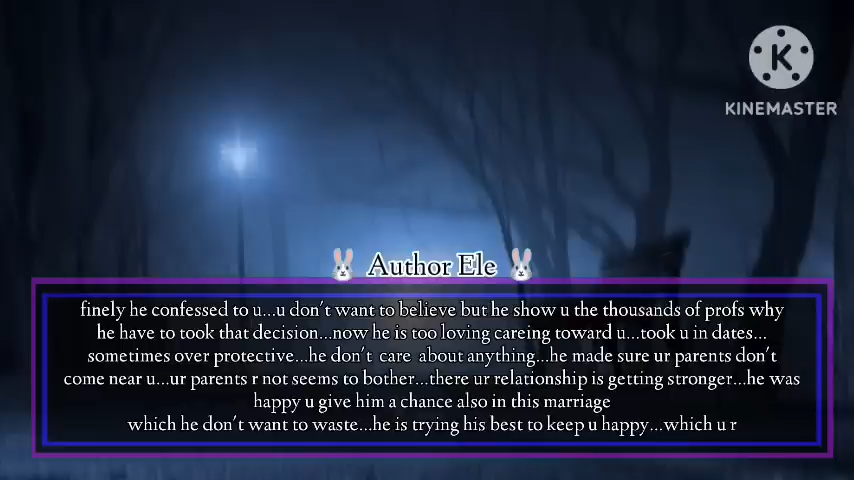 KINEMASTER
🐰 Author Ele 🐰
finely he confessed to u...u don't want to believe but he show u the thousands of profs why
he have to took that decision...now he is too loving careing toward u...took u in dates...
sometimes over protective...he don't care about anything...he made sure ur parents don't
come near u...ur parents r not seems to bother...there ur relationship is getting stronger...he was
happy u give him a chance also in this marriage
which he don't want to waste...he is trying his best to keep u happy...which u r